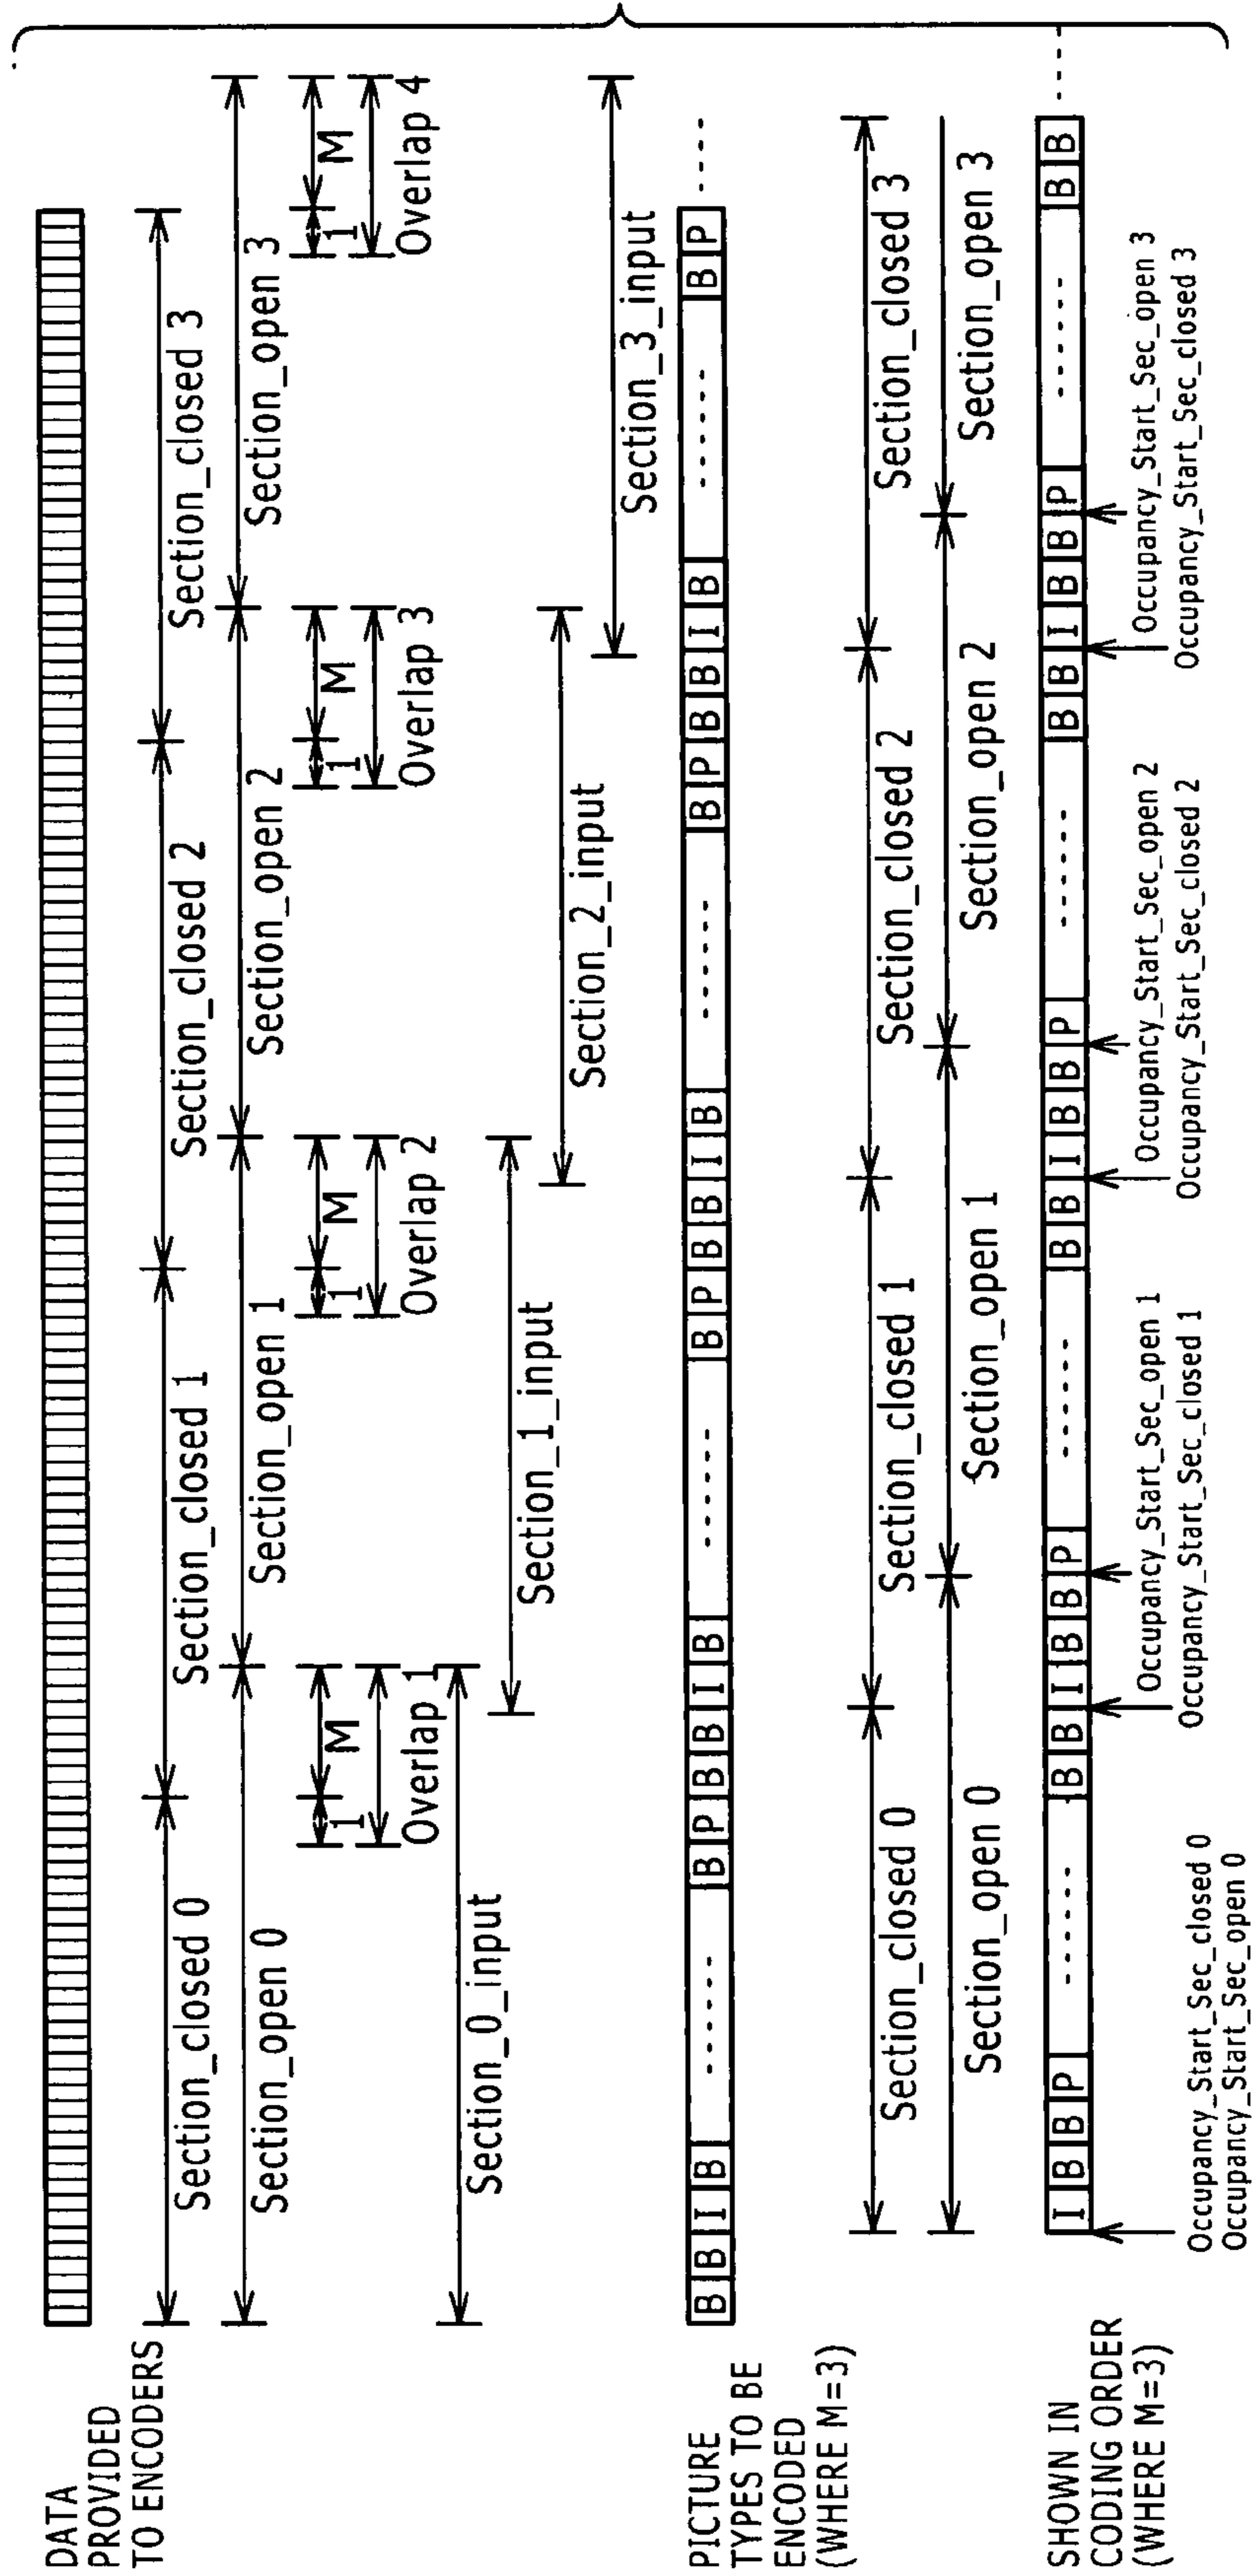 DATA
PROVIDED
TO ENCODERS
Section_closed 0
Section_closed 1
Section_closed 2
Section_closed 3
Section_open 0
Section_open 1
Section_open 2
Section_open 3
1
M
1
M
1
M
1
M
Overlap 1
Overlap 2
Overlap 3
Overlap 4
Section_0_input
Section_1_input
Section_2_input
Section_3_input
PICTURE
TYPES TO BE
ENCODED
(WHERE M=3)
B B I B ...... B P B B I B ...... B P B B I B ...... B P B B I B ...... B P -----
Section_closed 0
Section_closed 1
Section_closed 2
Section_closed 3
Section_open 0
Section_open 1
Section_open 2
Section_open 3
SHOWN IN
CODING ORDER
(WHERE M=3)
I B B P ...... B B I B B P ...... B B I B B P ...... B B I B B P ...... B B -----
Occupancy_Start_Sec_closed 0
Occupancy_Start_Sec_open 0
Occupancy_Start_Sec_open 1
Occupancy_Start_Sec_closed 1
Occupancy_Start_Sec_open 2
Occupancy_Start_Sec_closed 2
Occupancy_Start_Sec_open 3
Occupancy_Start_Sec_closed 3